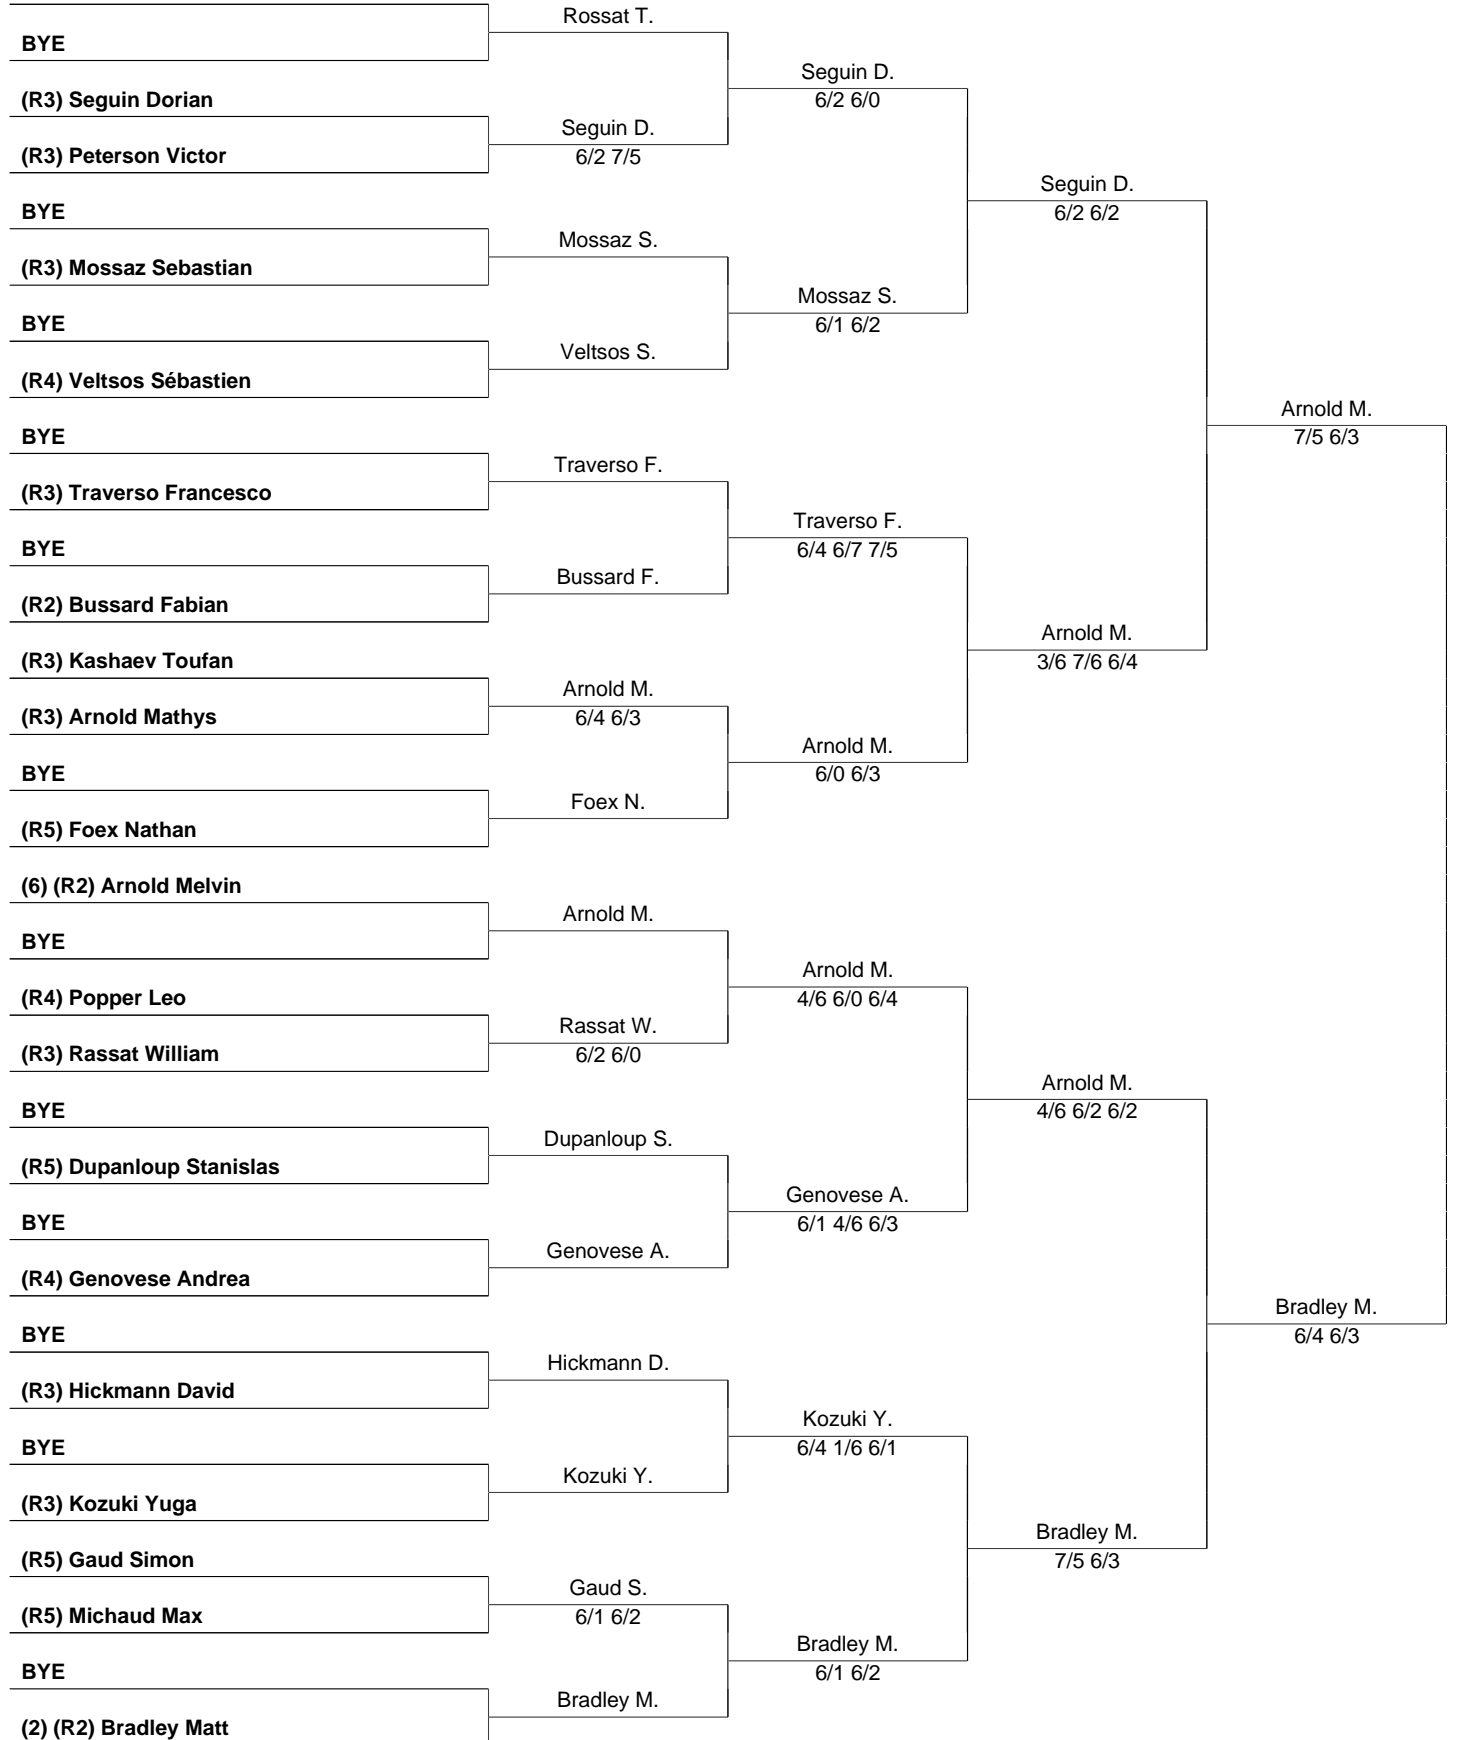 Rossat T.
BYE
Seguin D.
(R3) Seguin Dorian
6/2 6/0
Seguin D.
(R3) Peterson Victor
6/2 7/5
Seguin D.
BYE
6/2 6/2
Mossaz S.
(R3) Mossaz Sebastian
Mossaz S.
BYE
6/1 6/2
Veltsos S.
(R4) Veltsos Sébastien
Arnold M.
BYE
7/5 6/3
Traverso F.
(R3) Traverso Francesco
Traverso F.
BYE
6/4 6/7 7/5
Bussard F.
(R2) Bussard Fabian
Arnold M.
(R3) Kashaev Toufan
3/6 7/6 6/4
Arnold M.
(R3) Arnold Mathys
6/4 6/3
Arnold M.
BYE
6/0 6/3
Foex N.
(R5) Foex Nathan
(6) (R2) Arnold Melvin
Arnold M.
BYE
Arnold M.
(R4) Popper Leo
4/6 6/0 6/4
Rassat W.
(R3) Rassat William
6/2 6/0
Arnold M.
BYE
4/6 6/2 6/2
Dupanloup S.
(R5) Dupanloup Stanislas
Genovese A.
BYE
6/1 4/6 6/3
Genovese A.
(R4) Genovese Andrea
Bradley M.
BYE
6/4 6/3
Hickmann D.
(R3) Hickmann David
Kozuki Y.
BYE
6/4 1/6 6/1
Kozuki Y.
(R3) Kozuki Yuga
Bradley M.
(R5) Gaud Simon
7/5 6/3
Gaud S.
(R5) Michaud Max
6/1 6/2
Bradley M.
BYE
6/1 6/2
Bradley M.
(2) (R2) Bradley Matt